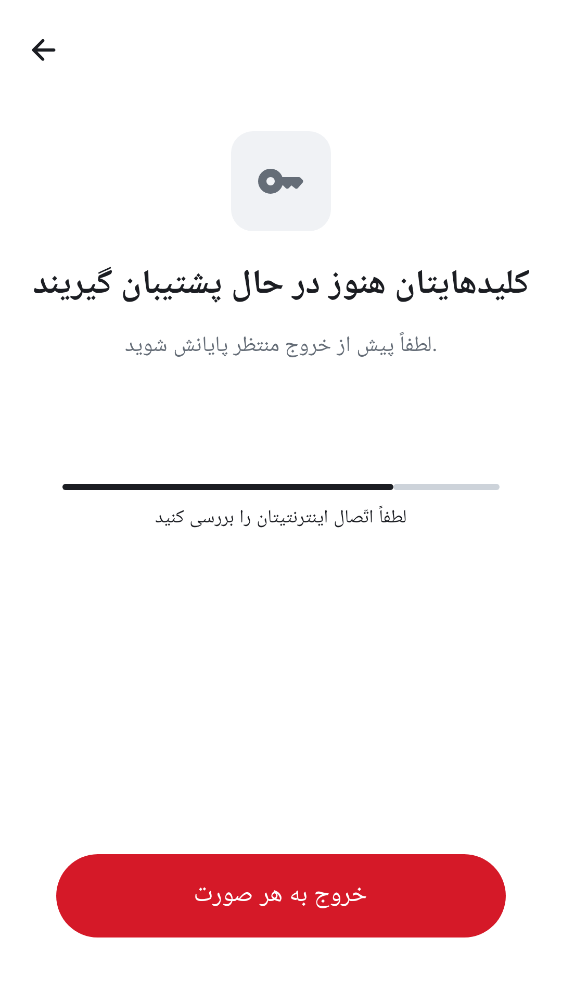 کلیدهایتان هنوز در حال پشتیبان گیریند
لطفاً پیش از خروج منتظر پایانش شوید.
لطفاً اتّصال اینترنتیتان را بررسی کنید
خروج به هر صورت